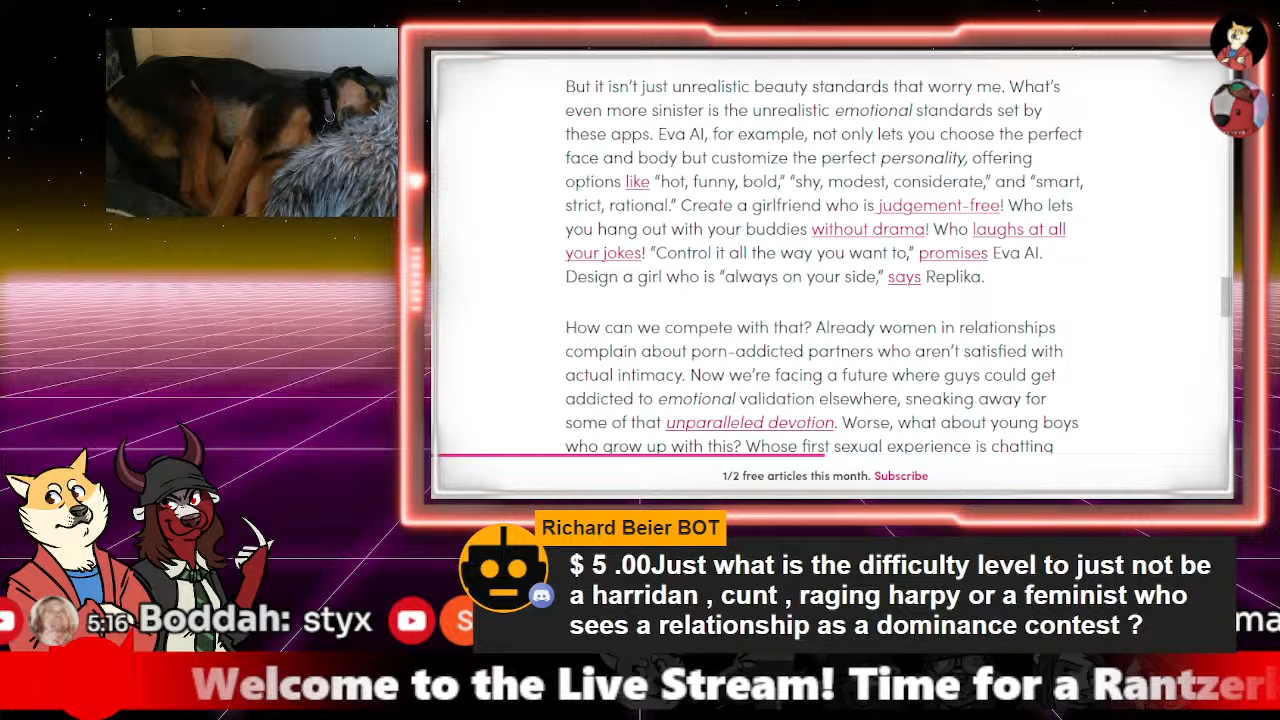 But it isn't just unrealistic beauty standards that worry me. What's
even more sinister is the unrealistic emotional standards set by
these apps. Eva AI, for example, not only lets you choose the perfect
face and body but customize the perfect personality, offering
options like “hot, funny, bold,” “shy, modest, considerate,” and “smart,
strict, rational.” Create a girlfriend who is judgement-free! Who lets
you hang out with your buddies without drama! Who laughs at all
your jokes! “Control it all the way you want to,” promises Eva AI.
Design a girl who is “always on your side,” says Replika.
How can we compete with that? Already women in relationships
complain about porn-addicted partners who aren't satisfied with
actual intimacy. Now we're facing a future where guys could get
addicted to emotional validation elsewhere, sneaking away for
some of that unparalleled devotion. Worse, what about young boys
who grow up with this? Whose first sexual experience is chatting
1/2 free articles this month. Subscribe
Richard Beier BOT
$ 5 .00Just what is the difficulty level to just not be
a harridan , cunt , raging harpy or a feminist who
sees a relationship as a dominance contest ?
5:16 Boddah: styx S ma
Welcome to the Live Stream! Time for a Rantzer